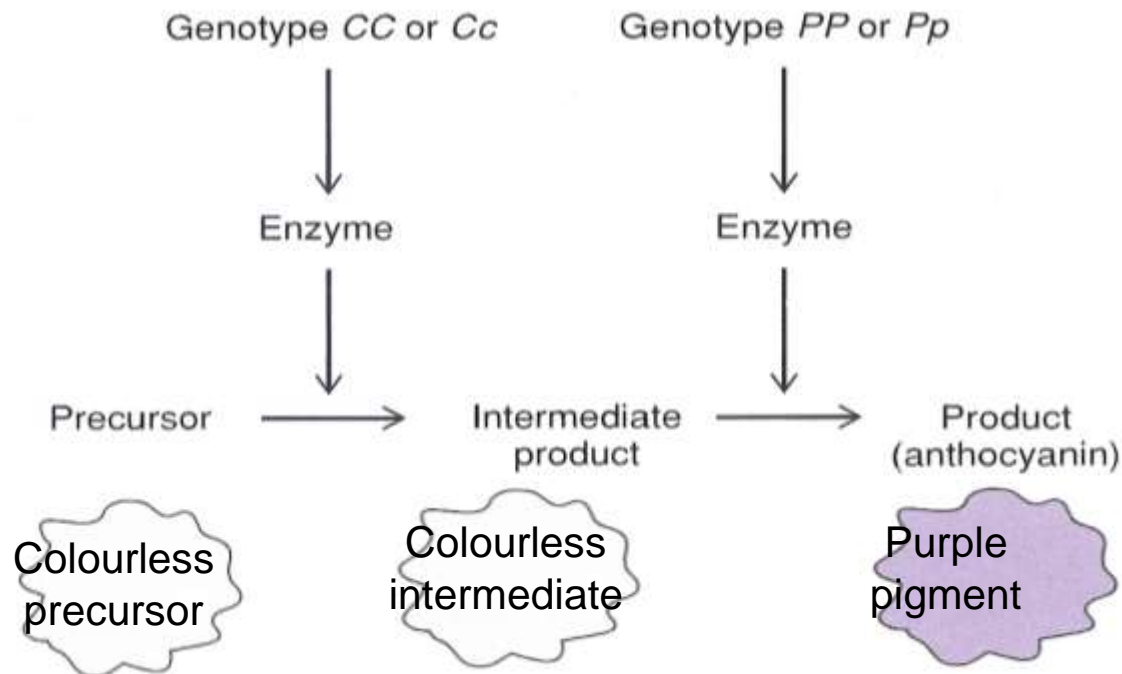 Genotype CC or Cc
Genotype PP or Pp
Enzyme
Enzyme
Precursor
Intermediate
product
Product
(anthocyanin)
Colourless
precursor
Colourless
intermediate
Purple
pigment